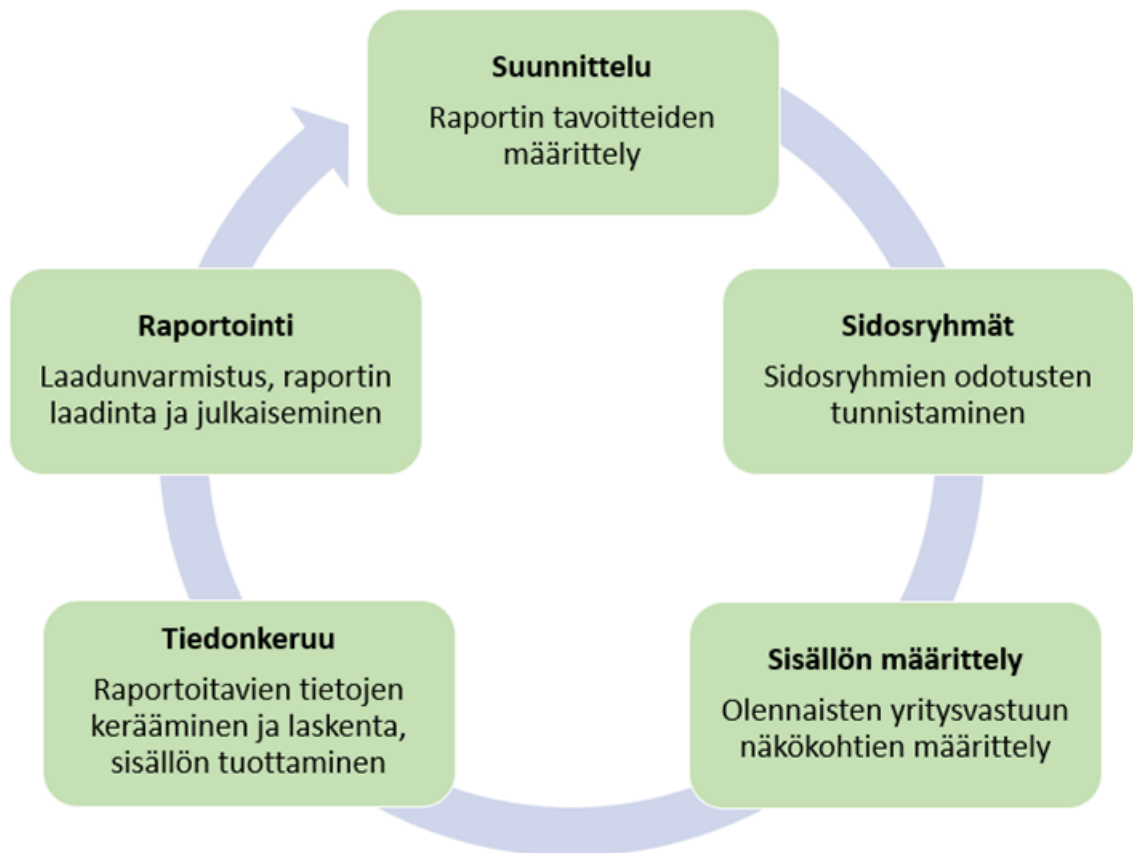 Suunnittelu
Raportin tavoitteiden
määrittely
Sidosryhmät
Sidosryhmien odotusten
tunnistaminen
Sisällön määrittely
Olennaisten yritysvastuun
näkökohtien määrittely
Tiedonkeruu
Raportoitavien tietojen
kerääminen ja laskenta,
sisällön tuottaminen
Raportointi
Laadunvarmistus, raportin
laadinta ja julkaiseminen